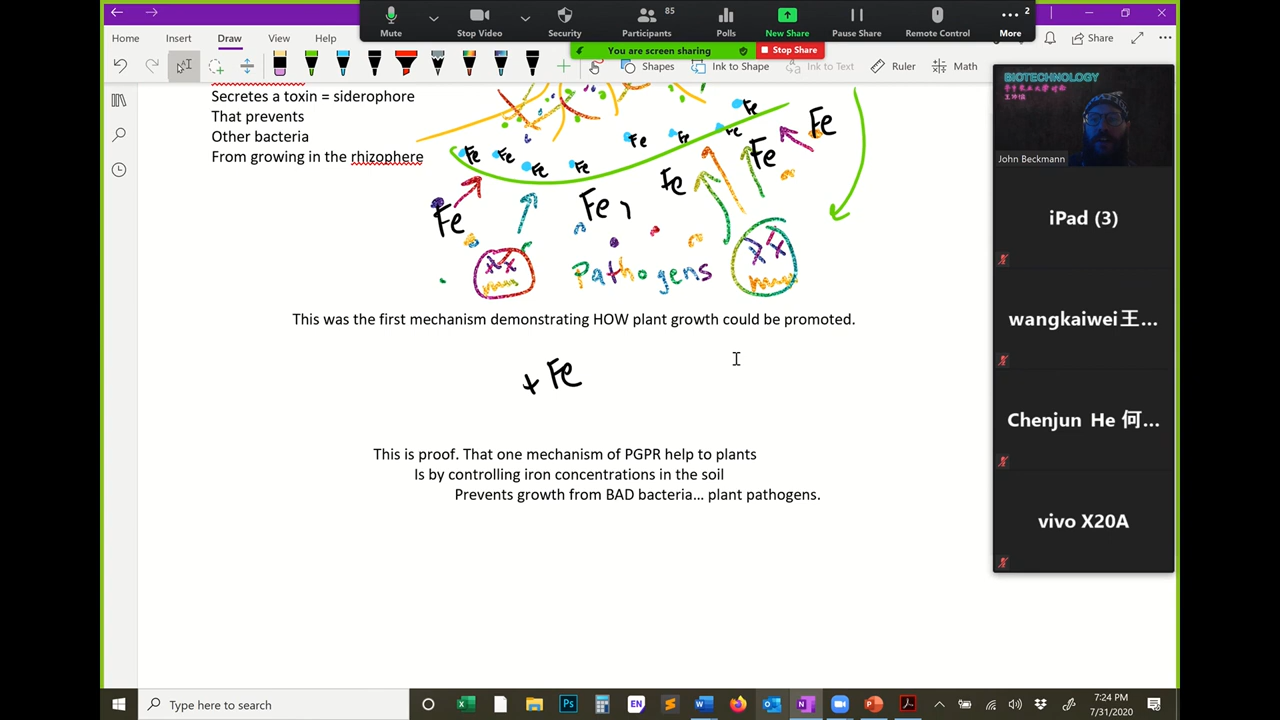 Mute
Stop Video
Security
85
Participants
Polls
New Share
Pause Share
Remote Control
2
More
You are screen sharing
Stop Share
Home
Insert
Draw
View
Help
Share
Shapes
Ink to Shape
Ink to Text
Ruler
Math
Secretes a toxin = siderophore
That prevents
Other bacteria
From growing in the rhizophere
Fe
Fe
Fe
Fe
Fe
Fe
Fe
Fe
Fe
Fe
Fe
Fe
Fe
Pathogens
This was the first mechanism demonstrating HOW plant growth could be promoted.
+ Fe
This is proof. That one mechanism of PGPR help to plants
Is by controlling iron concentrations in the soil
Prevents growth from BAD bacteria... plant pathogens.
BIOTECHNOLOGY
John Beckmann
iPad (3)
wangkaiwei王...
Chenjun He 何...
vivo X20A
Type here to search
EN
7:24 PM
7/31/2020